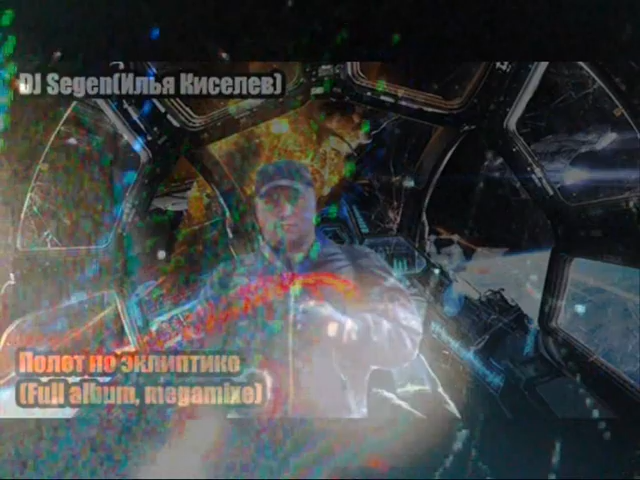 DJ Segen(Илья Киселев)
Полет по эклиптике
(Full album, megamixe)